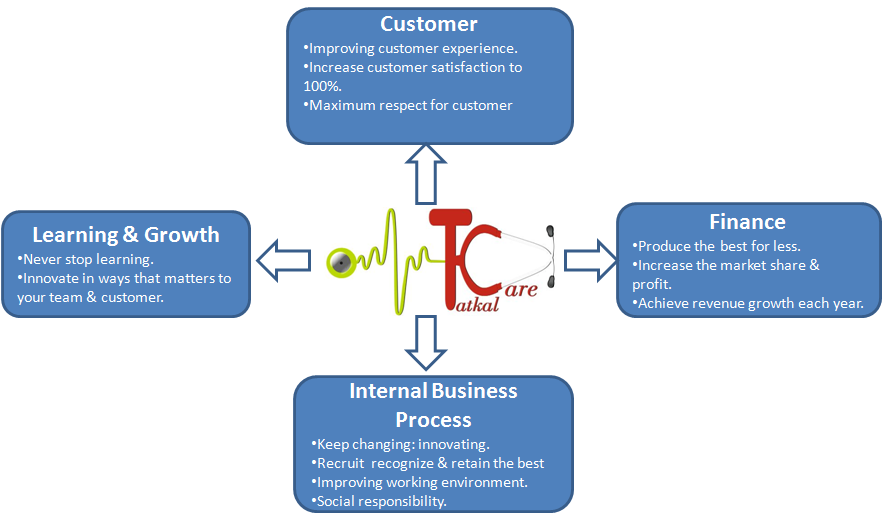 Customer
•Improving customer experience.
•Increase customer satisfaction to
100%.
•Maximum respect for customer
Learning & Growth
•Never stop learning.
•Innovate in ways that matters to
your team & customer.
Tatkal
Care
Finance
•Produce the best for less.
•Increase the market share &
profit.
•Achieve revenue growth each year.
Internal Business
Process
•Keep changing: innovating.
•Recruit  recognize & retain the best
•Improving working environment.
•Social responsibility.